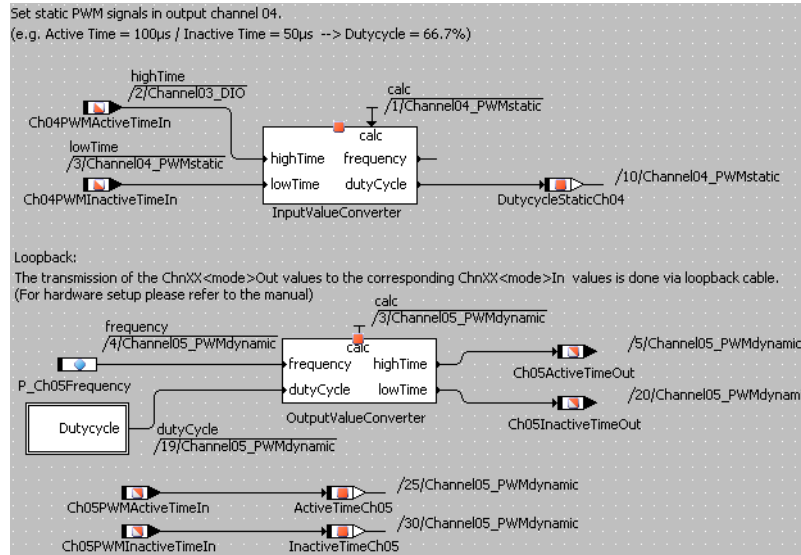 Set static PWM signals in output channel 04.
(e.g. Active Time = 100µs / Inactive Time = 50µs --> Dutycycle = 66.7%)
highTime
/2/Channel03_DIO
calc
/1/Channel04_PWMstatic
Ch04PWMActiveTimeIn
calc
lowTime
/3/Channel04_PWMstatic
highTime frequency
lowTime dutyCycle
/10/Channel04_PWMstatic
Ch04PWMInactiveTimeIn
DutycycleStaticCh04
InputValueConverter
Loopback:
The transmission of the ChnXX<mode>Out values to the corresponding ChnXX<mode>In values is done via loopback cable.
(For hardware setup please refer to the manual)
calc
/3/Channel05_PWMdynamic
frequency
/4/Channel05_PWMdynamic
calc
/5/Channel05_PWMdynamic
frequency highTime
Ch05ActiveTimeOut
P_Ch05Frequency
dutyCycle lowTime
/20/Channel05_PWMdynam
OutputValueConverter
Ch05InactiveTimeOut
Dutycycle
dutyCycle
/19/Channel05_PWMdynamic
/25/Channel05_PWMdynamic
Ch05PWMActiveTimeIn
ActiveTimeCh05
/30/Channel05_PWMdynamic
Ch05PWMInactiveTimeIn
InactiveTimeCh05